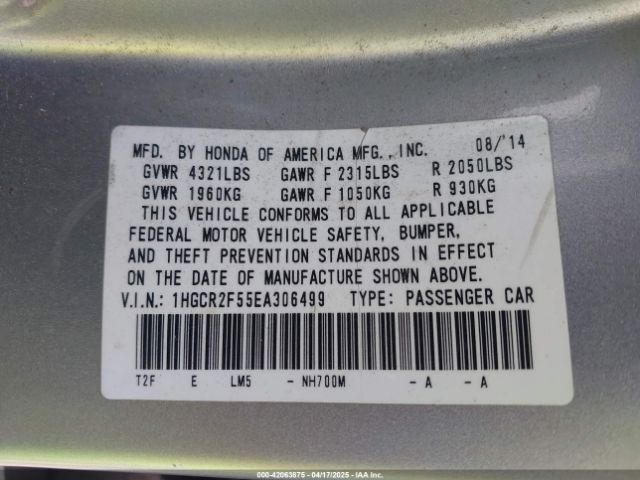 MFD. BY HONDA OF AMERICA MFG., INC. 08/'14
GVWR 4321LBS GAWR F 2315LBS R 2050LBS
GVWR 1960KG GAWR F 1050KG R 930KG
THIS VEHICLE CONFORMS TO ALL APPLICABLE
FEDERAL MOTOR VEHICLE SAFETY, BUMPER,
AND THEFT PREVENTION STANDARDS IN EFFECT
ON THE DATE OF MANUFACTURE SHOWN ABOVE.
V.I.N.: 1HGCR2F55EA306499 TYPE: PASSENGER CAR
T2F E LM5 - NH700M - A - A
000-42063875 - 04/17/2025 - IAA Inc.